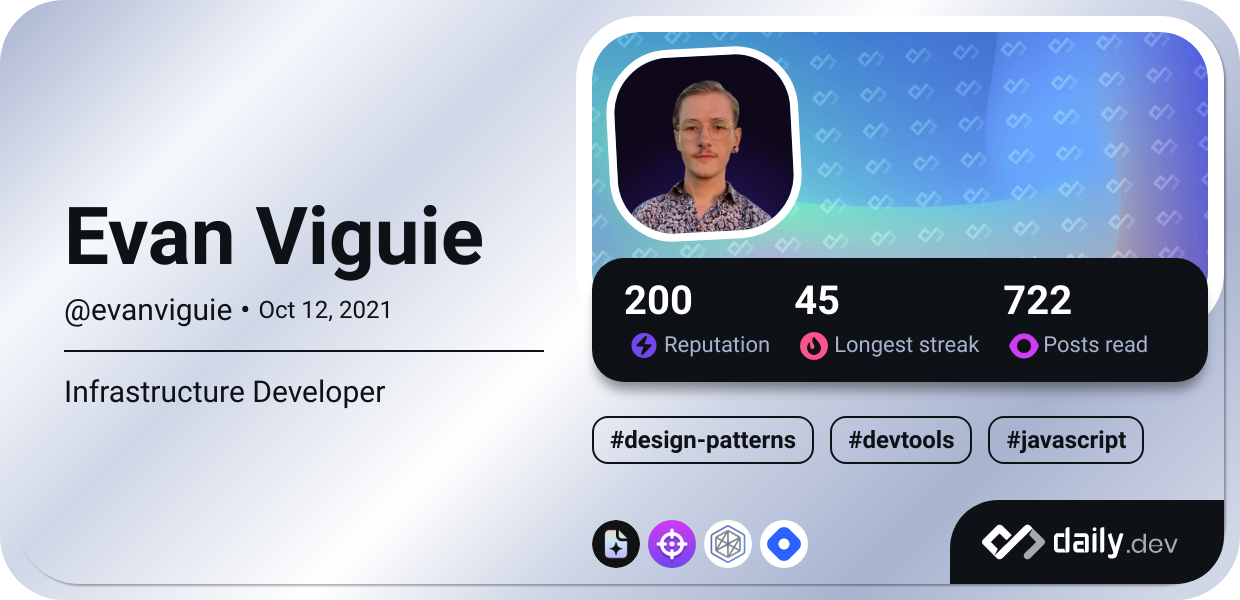 Evan Viguie
@evanviguie • Oct 12, 2021
Infrastructure Developer
200 45 722
Reputation Longest streak Posts read
#design-patterns #devtools #javascript
daily.dev